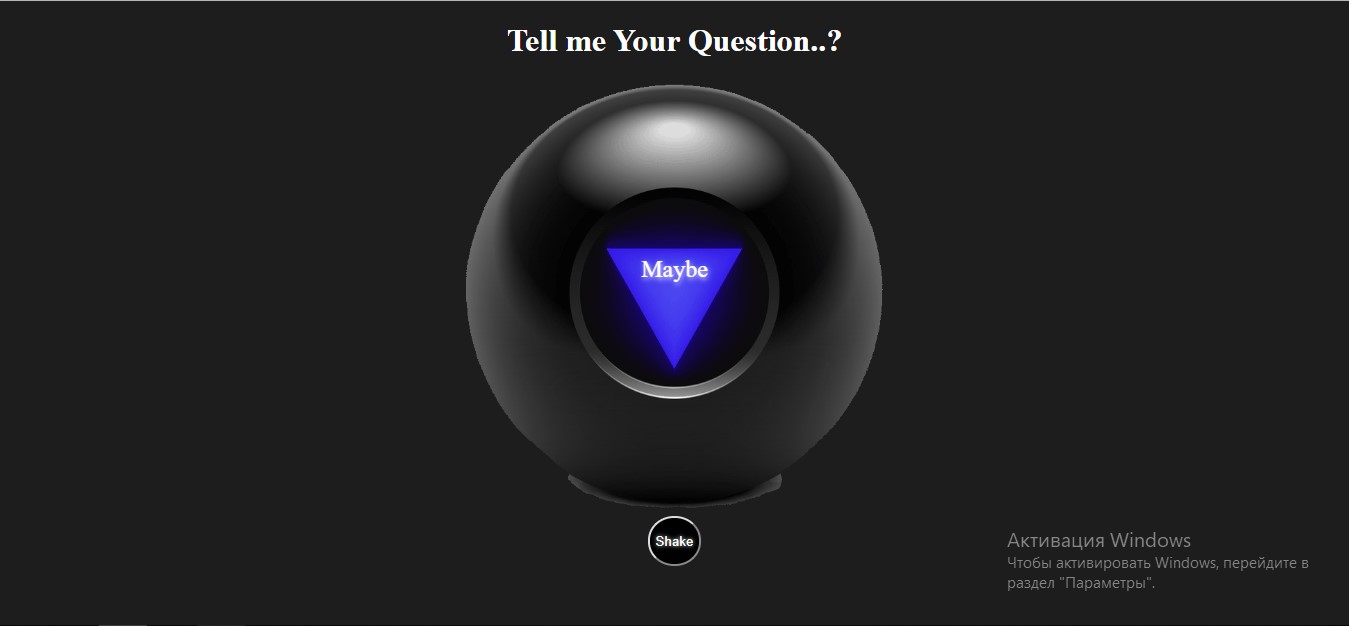 Tell me Your Question..?
Maybe
Shake
Активация Windows
Чтобы активировать Windows, перейдите в
раздел "Параметры".